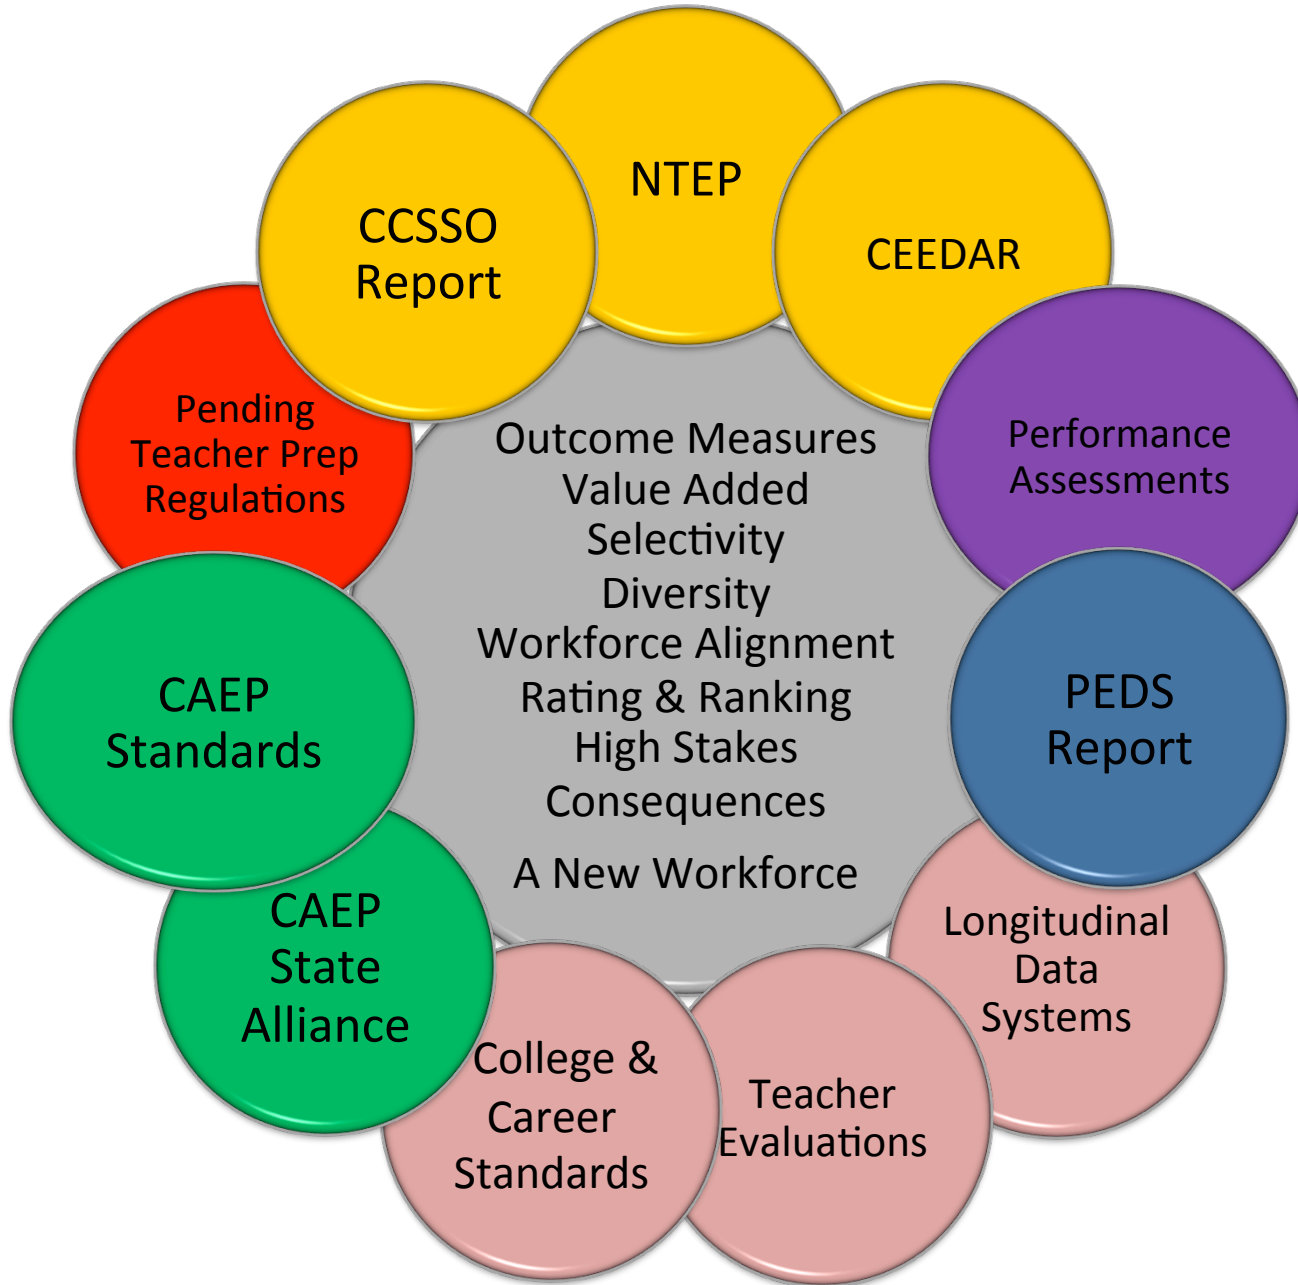 NTEP
CCSSO
Report
CEEDAR
Pending
Teacher Prep
Regulations
Performance
Assessments
Outcome Measures
Value Added
Selectivity
Diversity
Workforce Alignment
Rating & Ranking
High Stakes
Consequences
A New Workforce
CAEP
Standards
PEDS
Report
CAEP
State
Alliance
Longitudinal
Data
Systems
College &
Career
Standards
Teacher
Evaluations